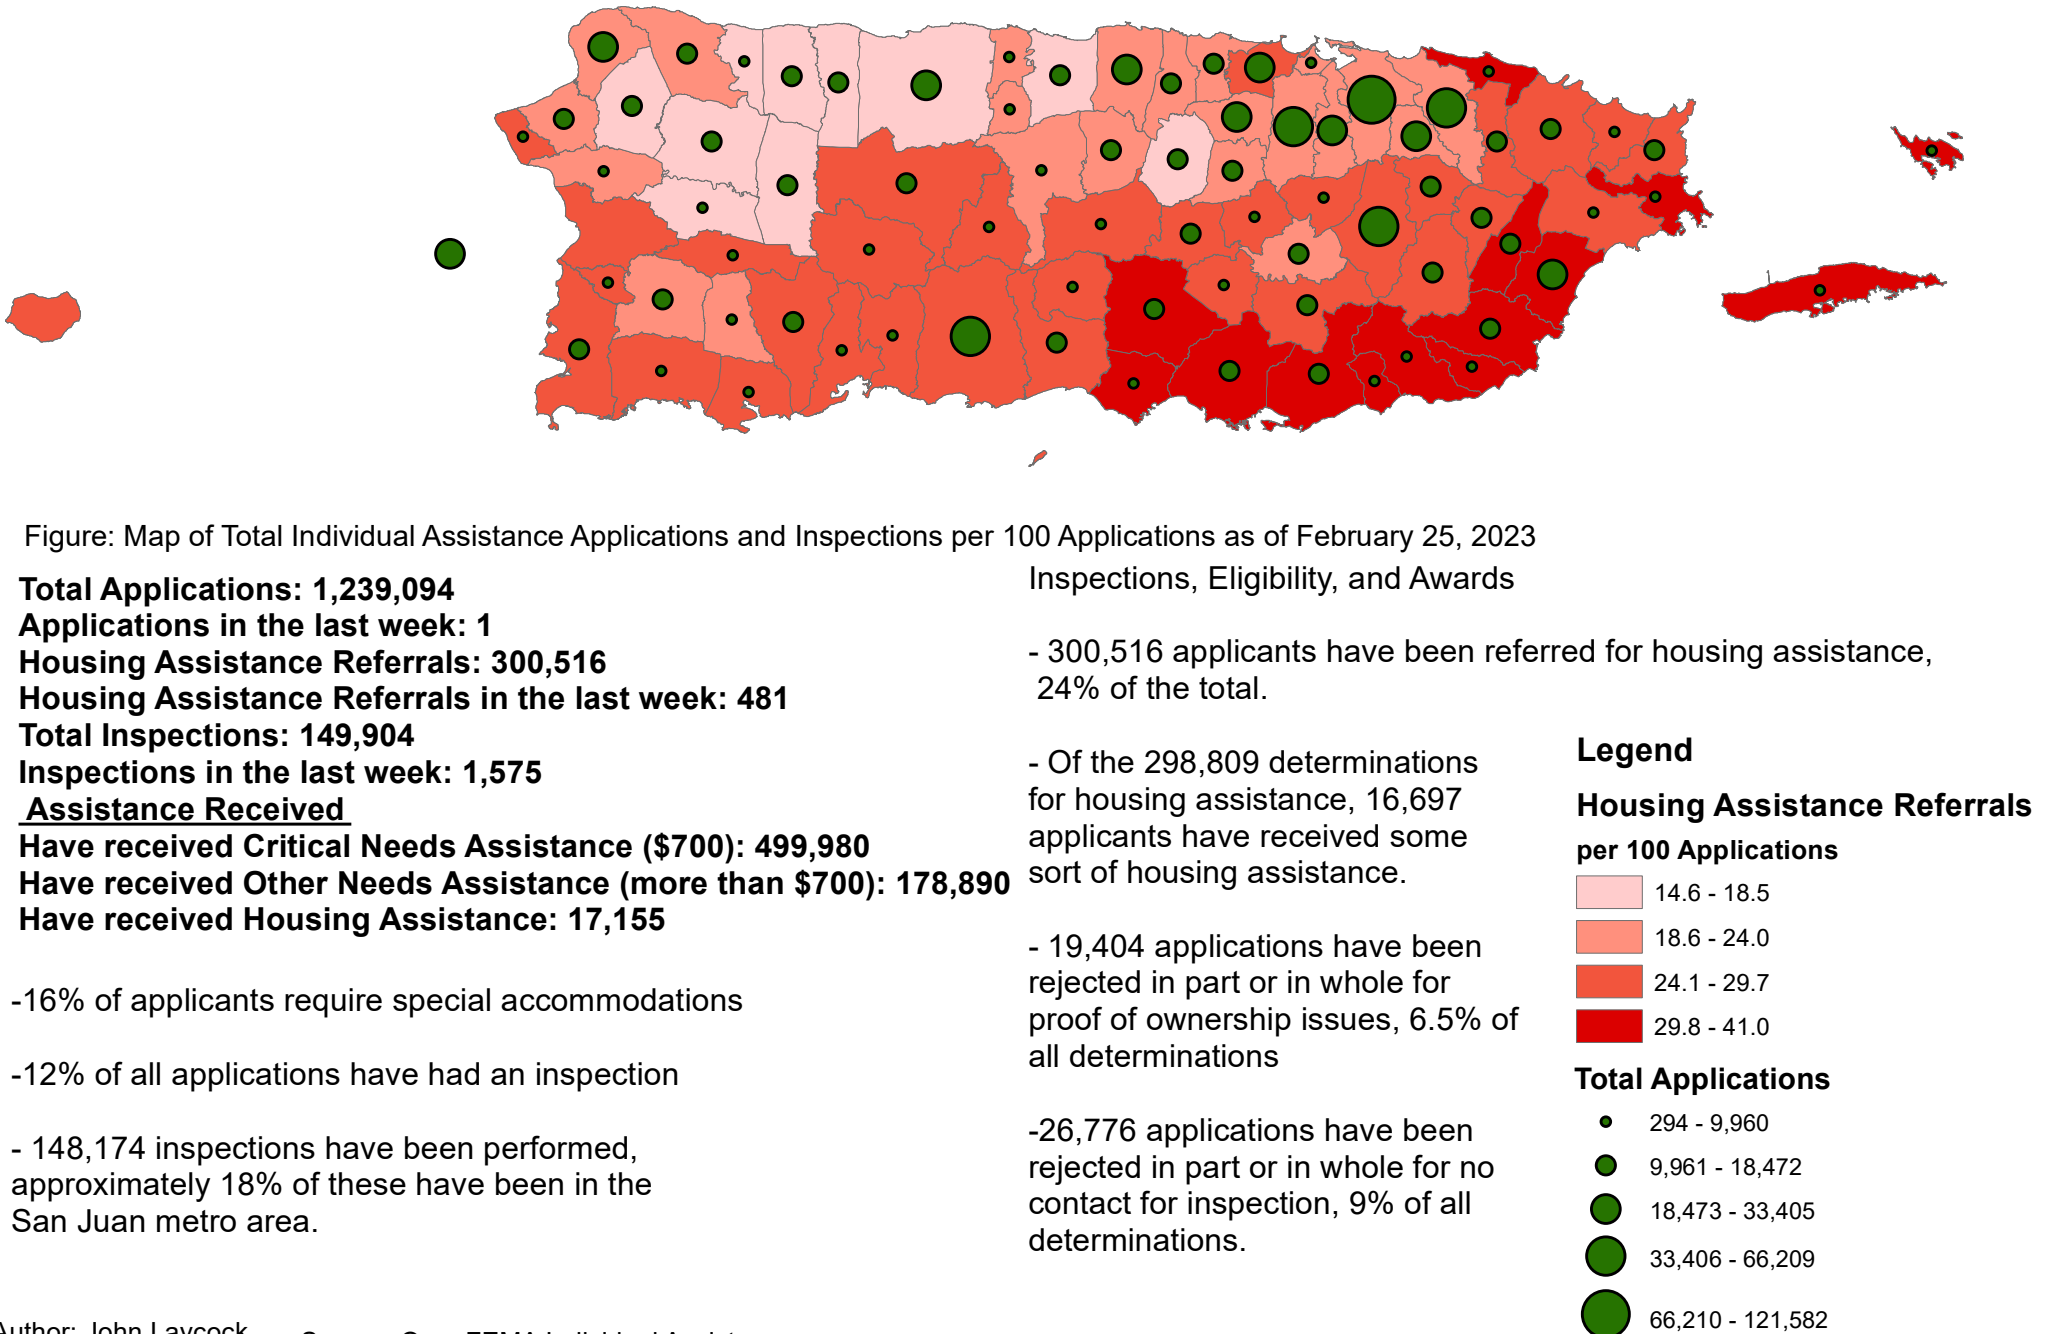 Figure: Map of Total Individual Assistance Applications and Inspections per 100 Applications as of February 25, 2023
Total Applications: 1,239,094
Applications in the last week: 1
Housing Assistance Referrals: 300,516
Housing Assistance Referrals in the last week: 481
Total Inspections: 149,904
Inspections in the last week: 1,575
Assistance Received
Have received Critical Needs Assistance ($700): 499,980
Have received Other Needs Assistance (more than $700): 178,890
Have received Housing Assistance: 17,155
-16% of applicants require special accommodations
-12% of all applications have had an inspection
- 148,174 inspections have been performed,
approximately 18% of these have been in the
San Juan metro area.
Inspections, Eligibility, and Awards
- 300,516 applicants have been referred for housing assistance,
24% of the total.
- Of the 298,809 determinations
for housing assistance, 16,697
applicants have received some
sort of housing assistance.
- 19,404 applications have been
rejected in part or in whole for
proof of ownership issues, 6.5% of
all determinations
-26,776 applications have been
rejected in part or in whole for no
contact for inspection, 9% of all
determinations.
Legend
Housing Assistance Referrals
per 100 Applications
14.6 - 18.5
18.6 - 24.0
24.1 - 29.7
29.8 - 41.0
Total Applications
294 - 9,960
9,961 - 18,472
18,473 - 33,405
33,406 - 66,209
66,210 - 121,582
Author: John Laycock
FEMA Individual